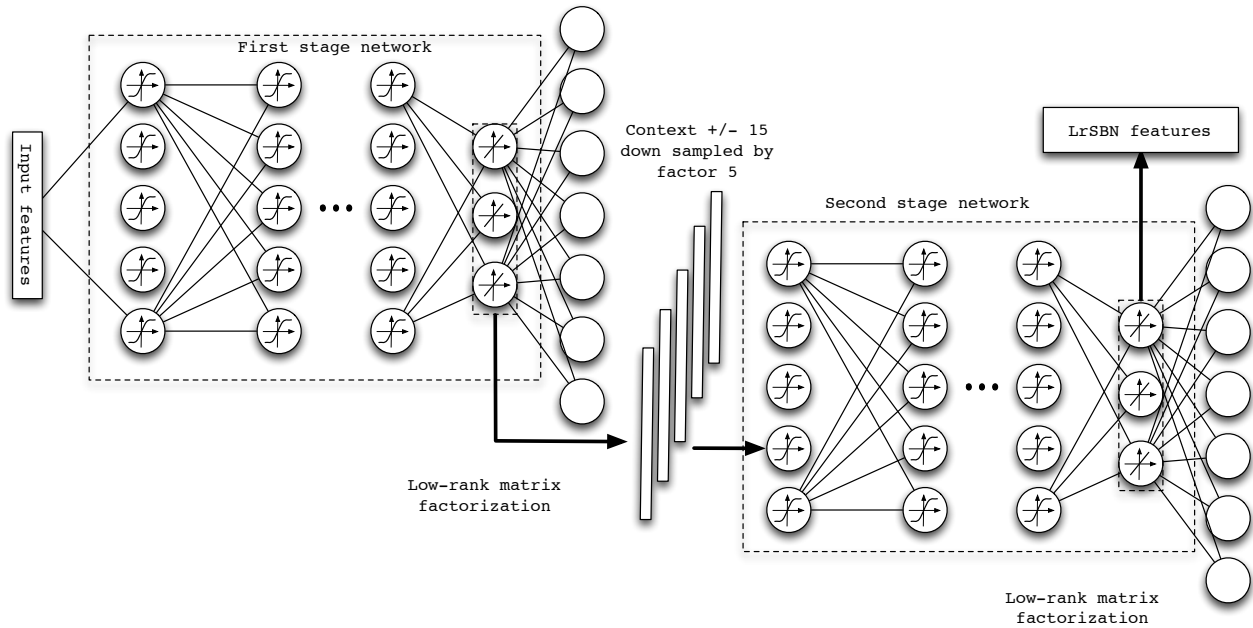 First stage network
Input features
Context +/- 15
down sampled by
factor 5
LrSBN features
Second stage network
Low-rank matrix
factorization
Low-rank matrix
factorization